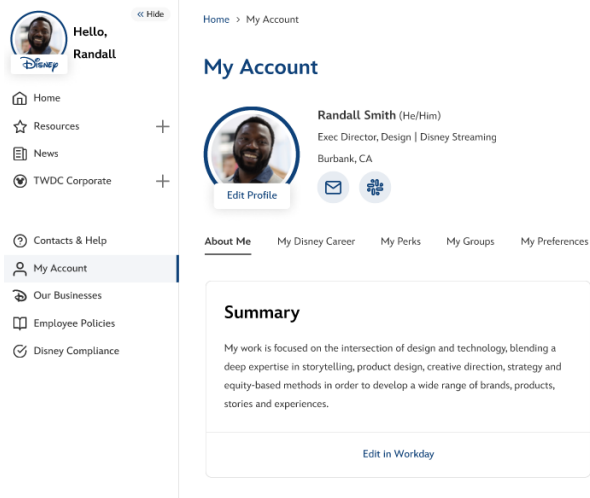 Hide
Hello,
Randall
Disney
Home
Resources
News
TWDC Corporate
Contacts & Help
My Account
Our Businesses
Employee Policies
Disney Compliance
Home > My Account
My Account
Edit Profile
Randall Smith (He/Him)
Exec Director, Design | Disney Streaming
Burbank, CA
About Me My Disney Career My Perks My Groups My Preferences
Summary
My work is focused on the intersection of design and technology, blending a
deep expertise in storytelling, product design, creative direction, strategy and
equity-based methods in order to develop a wide range of brands, products,
stories and experiences.
Edit in Workday